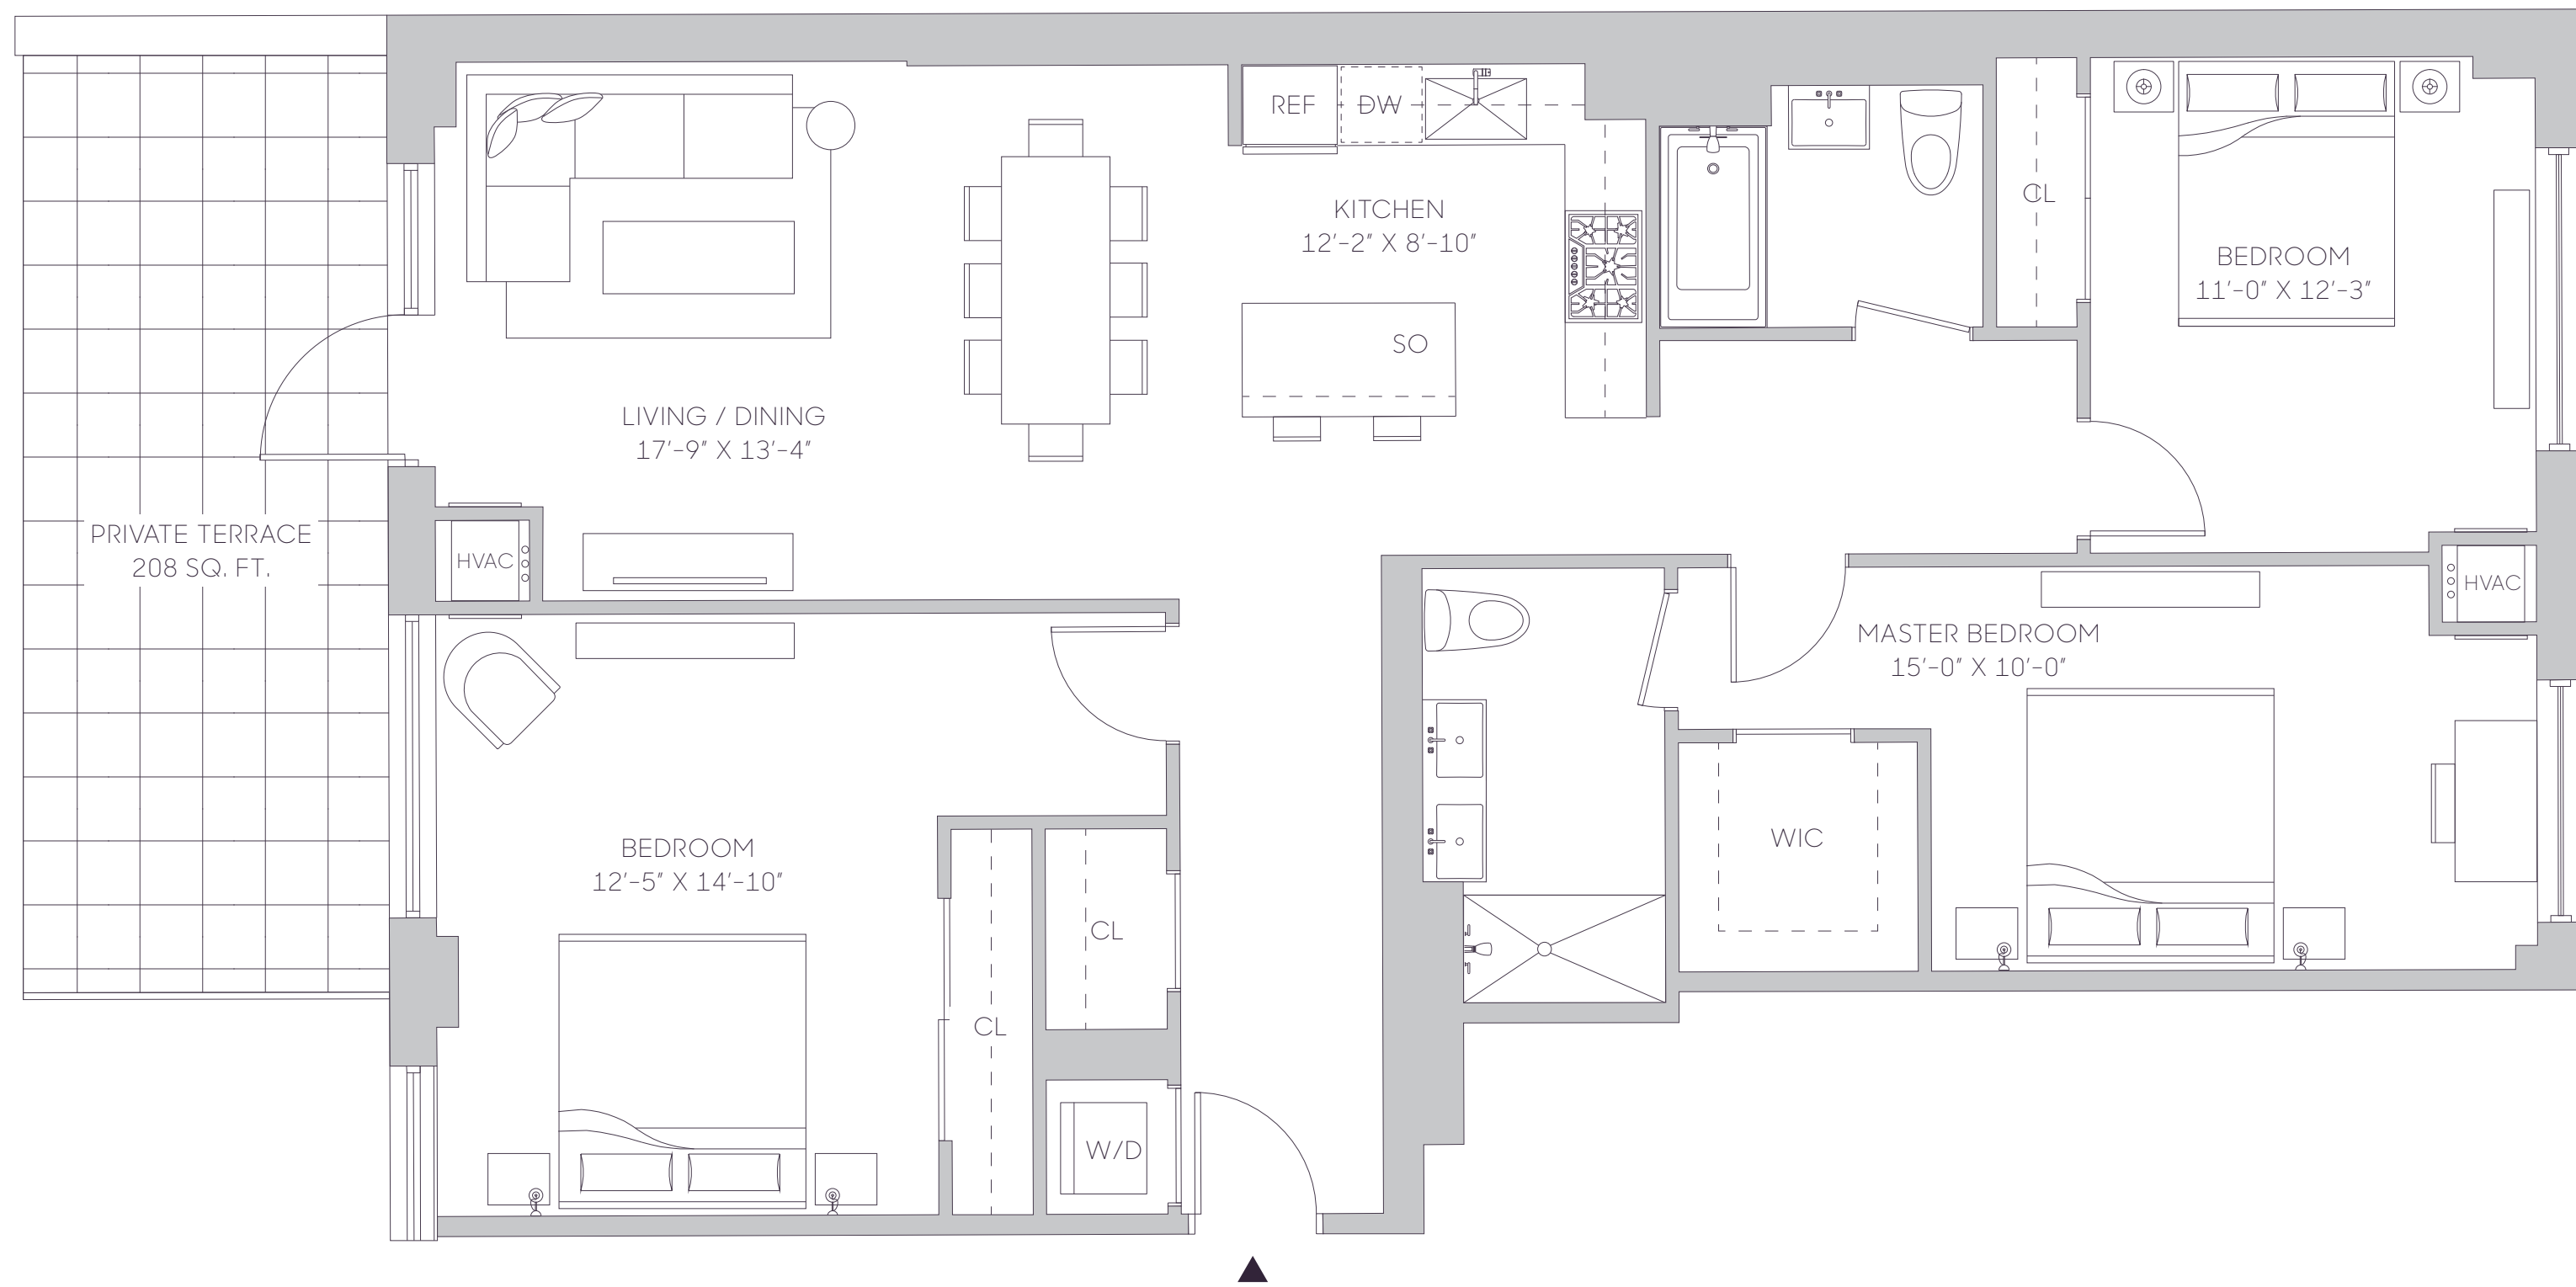 REF
DW
KITCHEN
12'-2" X 8'-10"
CL
BEDROOM
11'-0" X 12'-3"
SO
LIVING / DINING
17'-9" X 13'-4"
PRIVATE TERRACE
208 SQ. FT.
HVAC
HVAC
MASTER BEDROOM
15'-0" X 10'-0"
BEDROOM
12'-5" X 14'-10"
WIC
CL
CL
W/D